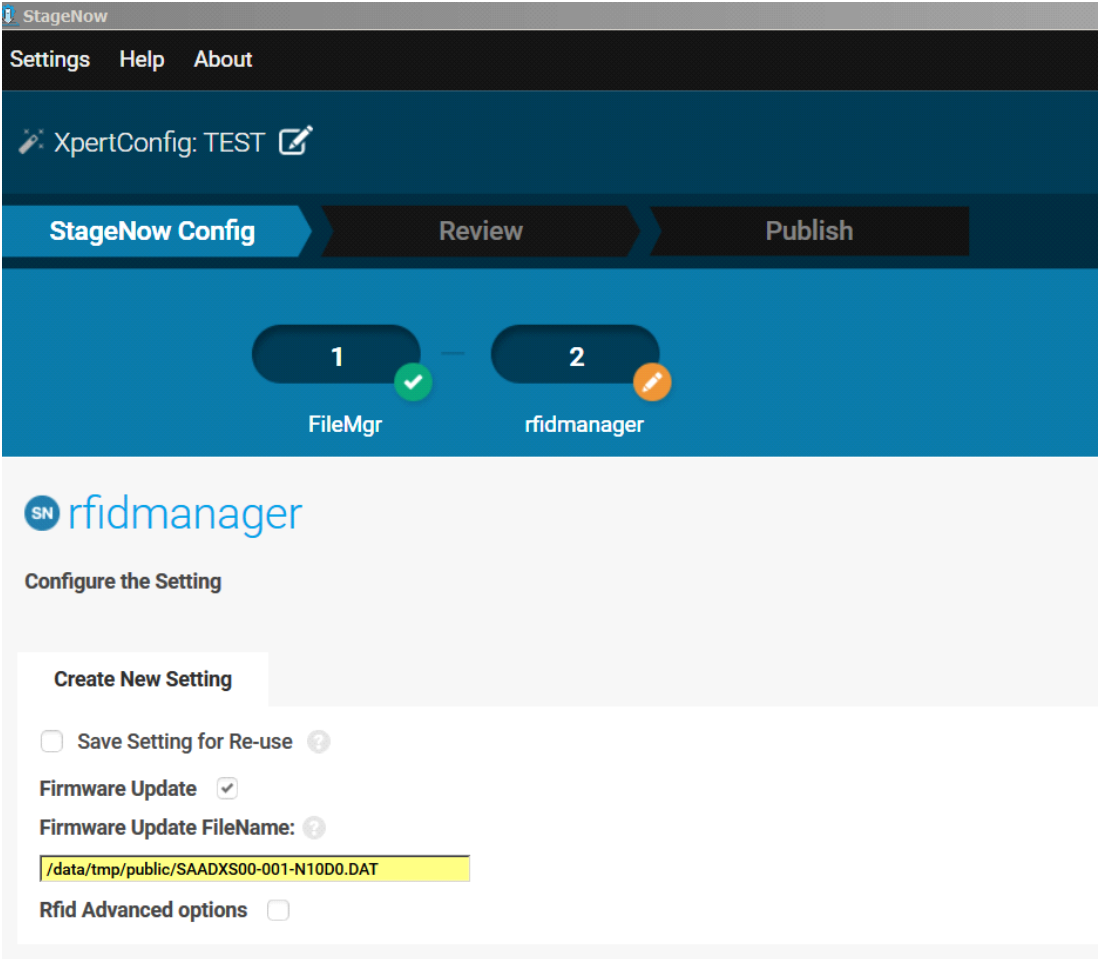 StageNow
Settings Help About
XpertConfig: TEST
StageNow Config Review Publish
1 2
FileMgr rfidmanager
SN rfidmanager
Configure the Setting
Create New Setting
Save Setting for Re-use ?
Firmware Update
Firmware Update FileName: ?
/data/tmp/public/SAADXS00-001-N10D0.DAT
Rfid Advanced options